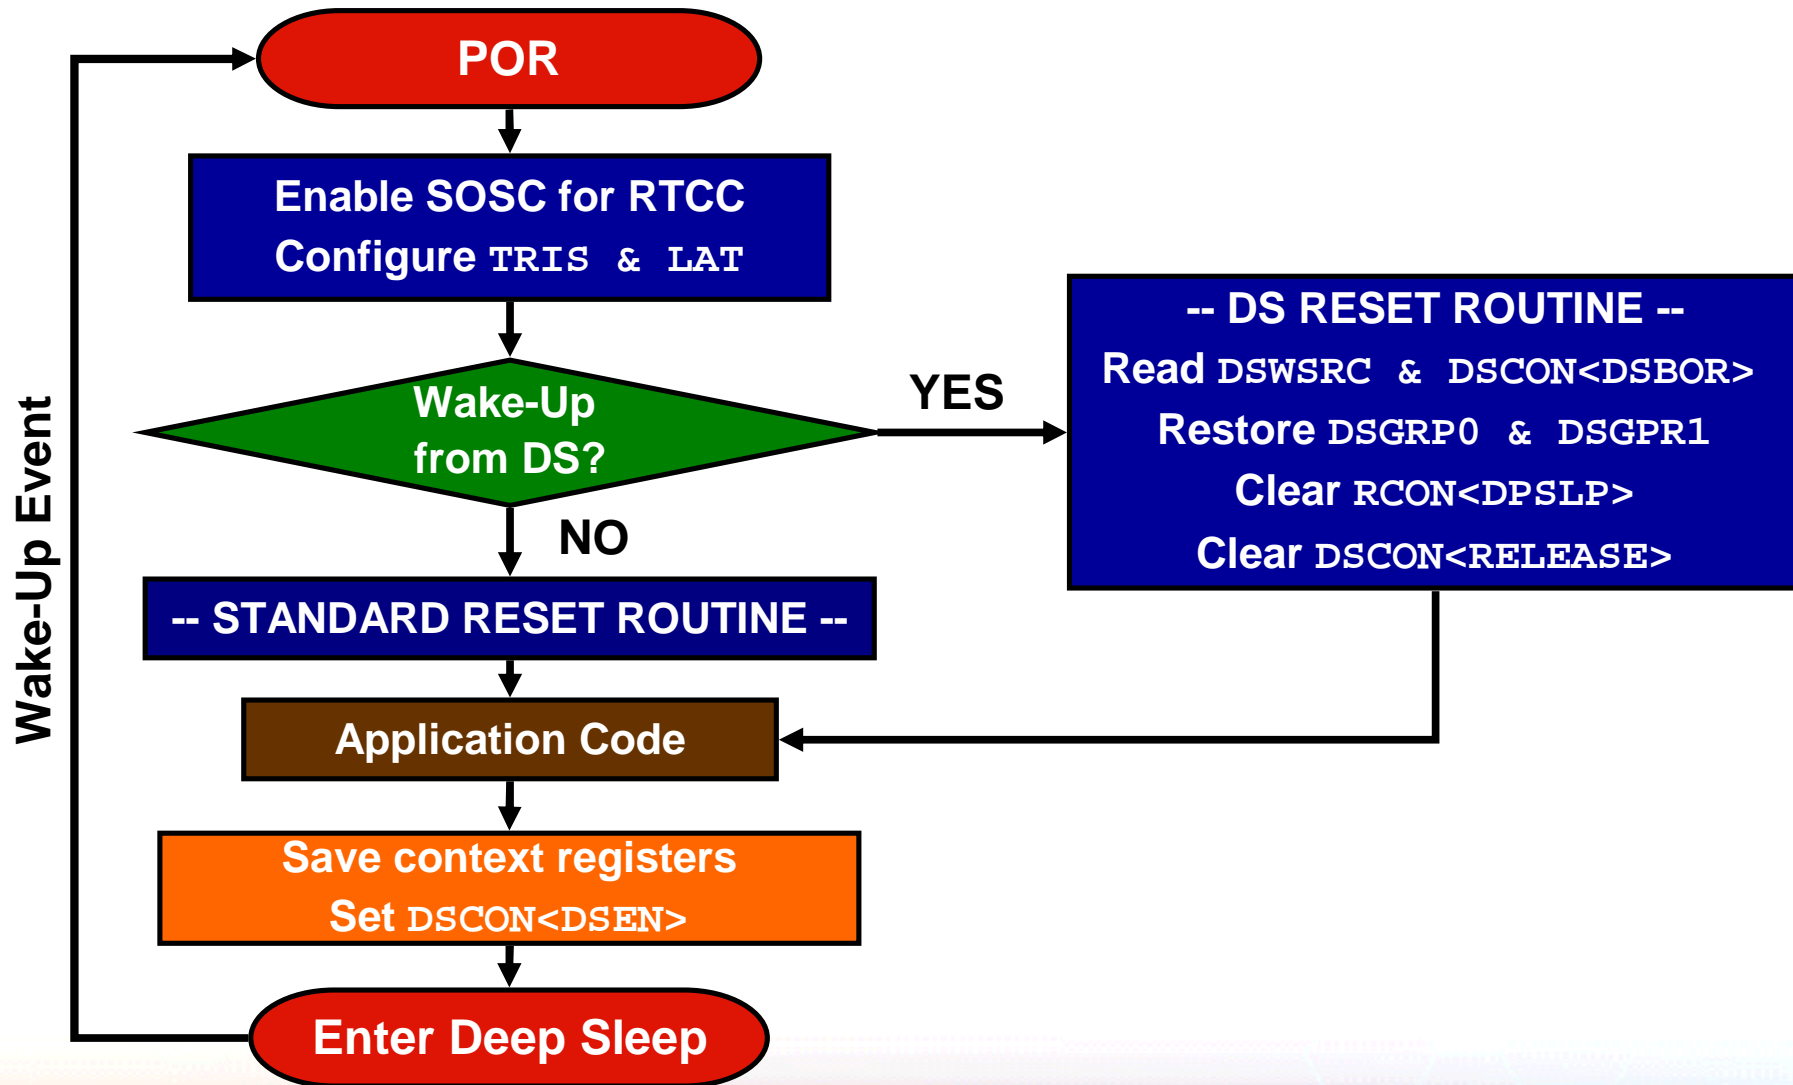 POR
Enable SOSC for RTCC
Configure TRIS & LAT
Wake-Up
from DS?
YES
-- DS RESET ROUTINE --
Read DSWSRC & DSCON<DSBOR>
Restore DSGRP0 & DSGPR1
Clear RCON<DPSLP>
Clear DSCON<RELEASE>
NO
-- STANDARD RESET ROUTINE --
Application Code
Save context registers
Set DSCON<DSEN>
Enter Deep Sleep
Wake-Up Event